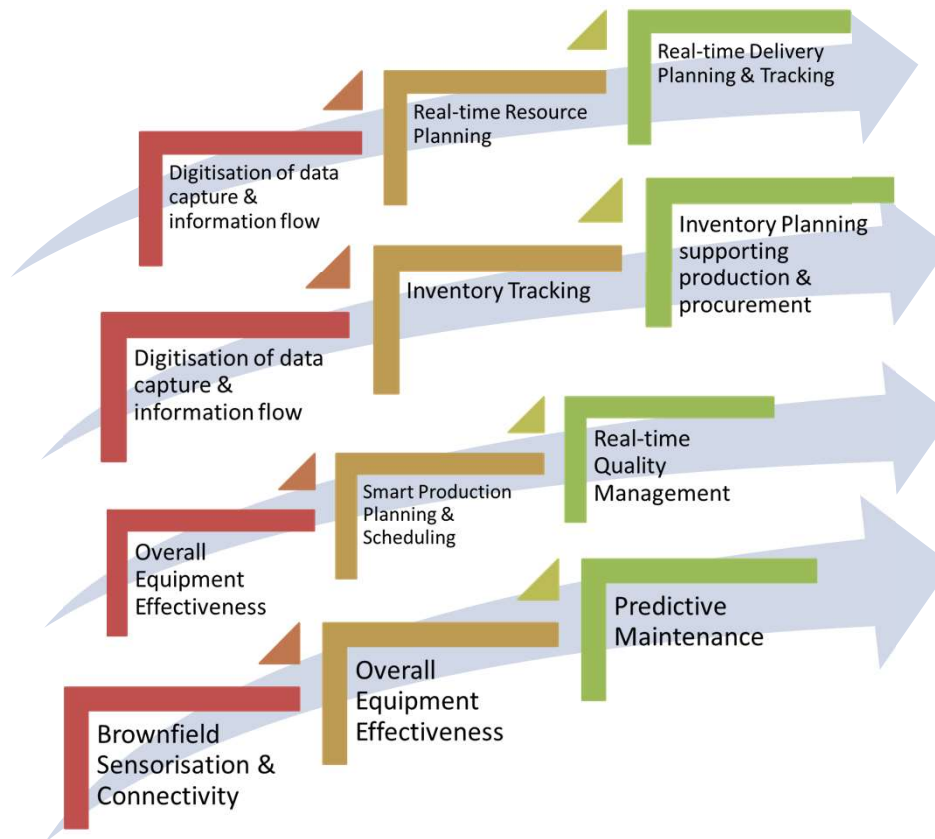 Real-time Delivery
Planning & Tracking
Real-time Resource
Planning
Digitisation of data
capture &
information flow
Inventory Planning
supporting
production &
procurement
Inventory Tracking
Digitisation of data
capture &
information flow
Real-time
Quality
Management
Smart Production
Planning &
Scheduling
Overall
Equipment
Effectiveness
Predictive
Maintenance
Overall
Equipment
Effectiveness
Brownfield
Sensorisation &
Connectivity